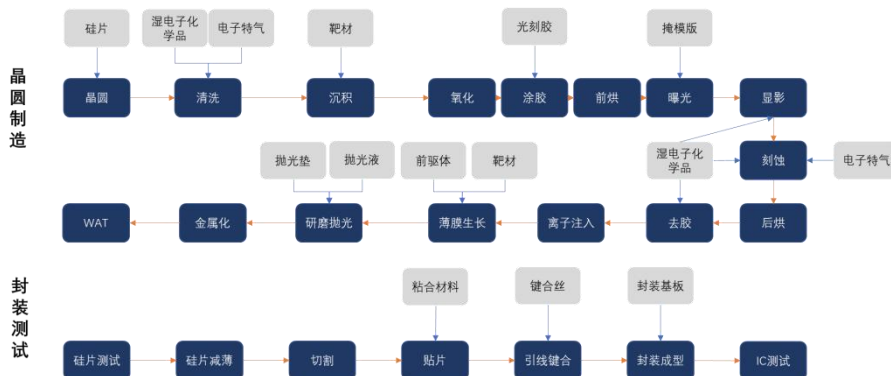 晶圆制造
硅片
湿电子化
学品
电子特气
靶材
光刻胶
掩模版
晶圆
清洗
沉积
氧化
涂胶
前烘
曝光
显影
抛光垫
抛光液
前驱体
靶材
湿电子化
学品
刻蚀
电子特气
WAT
金属化
研磨抛光
薄膜生长
离子注入
去胶
后烘
封装测试
粘合材料
键合丝
封装基板
硅片测试
硅片减薄
切割
贴片
引线键合
封装成型
IC测试